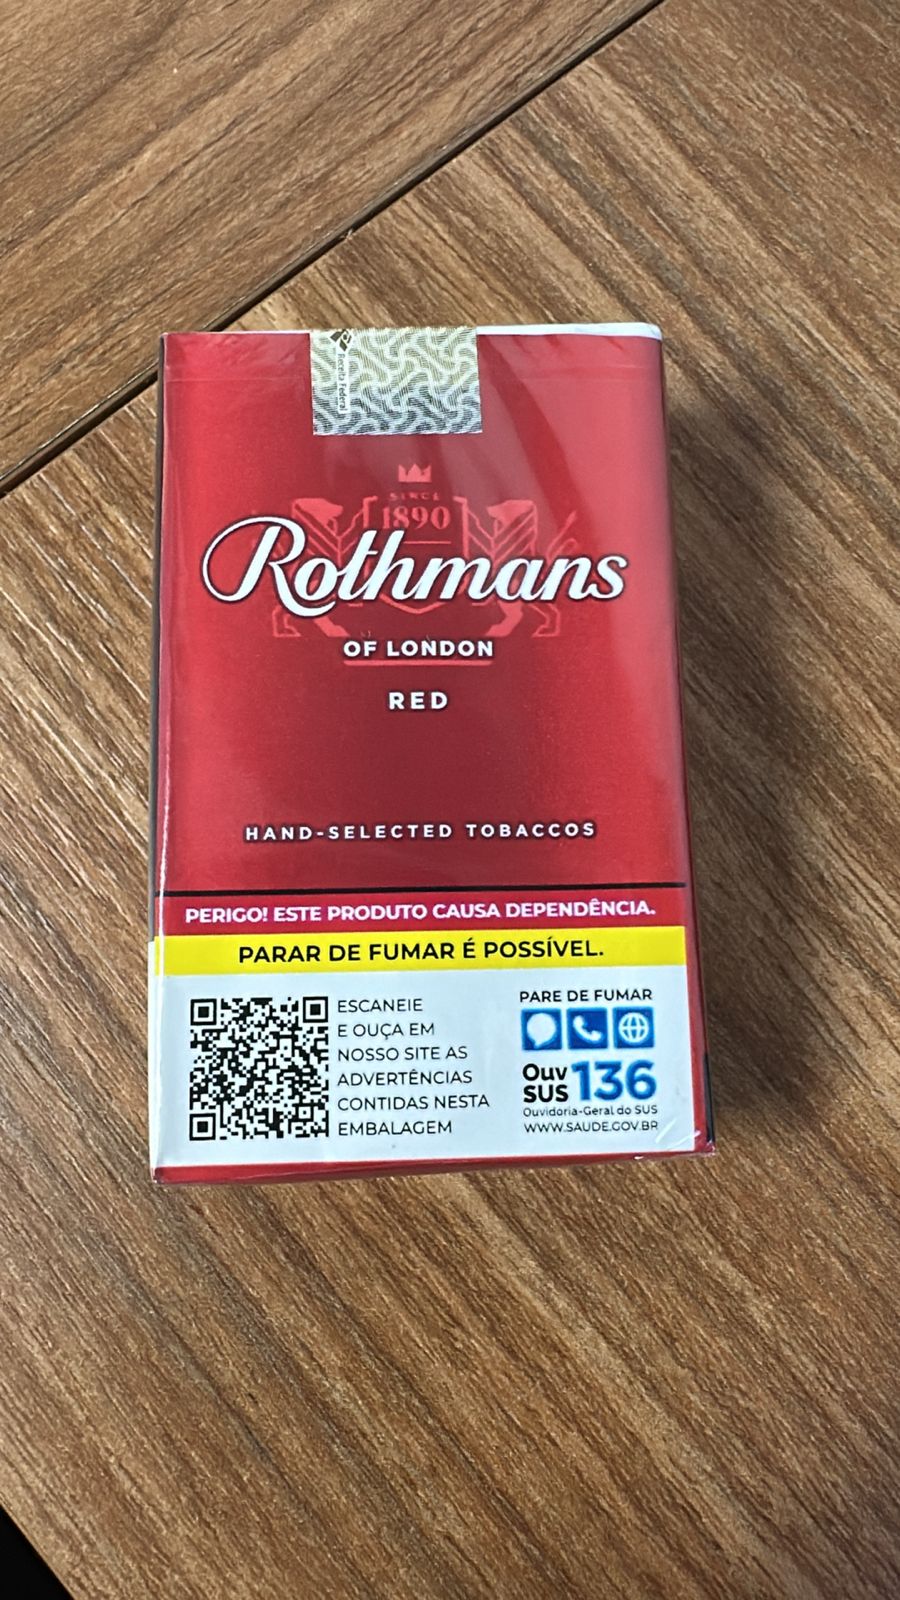 Receita Federal
SINCE
1890
Rothmans
OF LONDON
RED
HAND-SELECTED TOBACCOS
PERIGO! ESTE PRODUTO CAUSA DEPENDÊNCIA.
PARAR DE FUMAR É POSSÍVEL.
ESCANEIE
E OUÇA EM
NOSSO SITE AS
ADVERTÊNCIAS
CONTIDAS NESTA
EMBALAGEM
PARE DE FUMAR
Ouv
SUS 136
Ouvidoria-Geral do SUS
WWW.SAUDE.GOV.BR